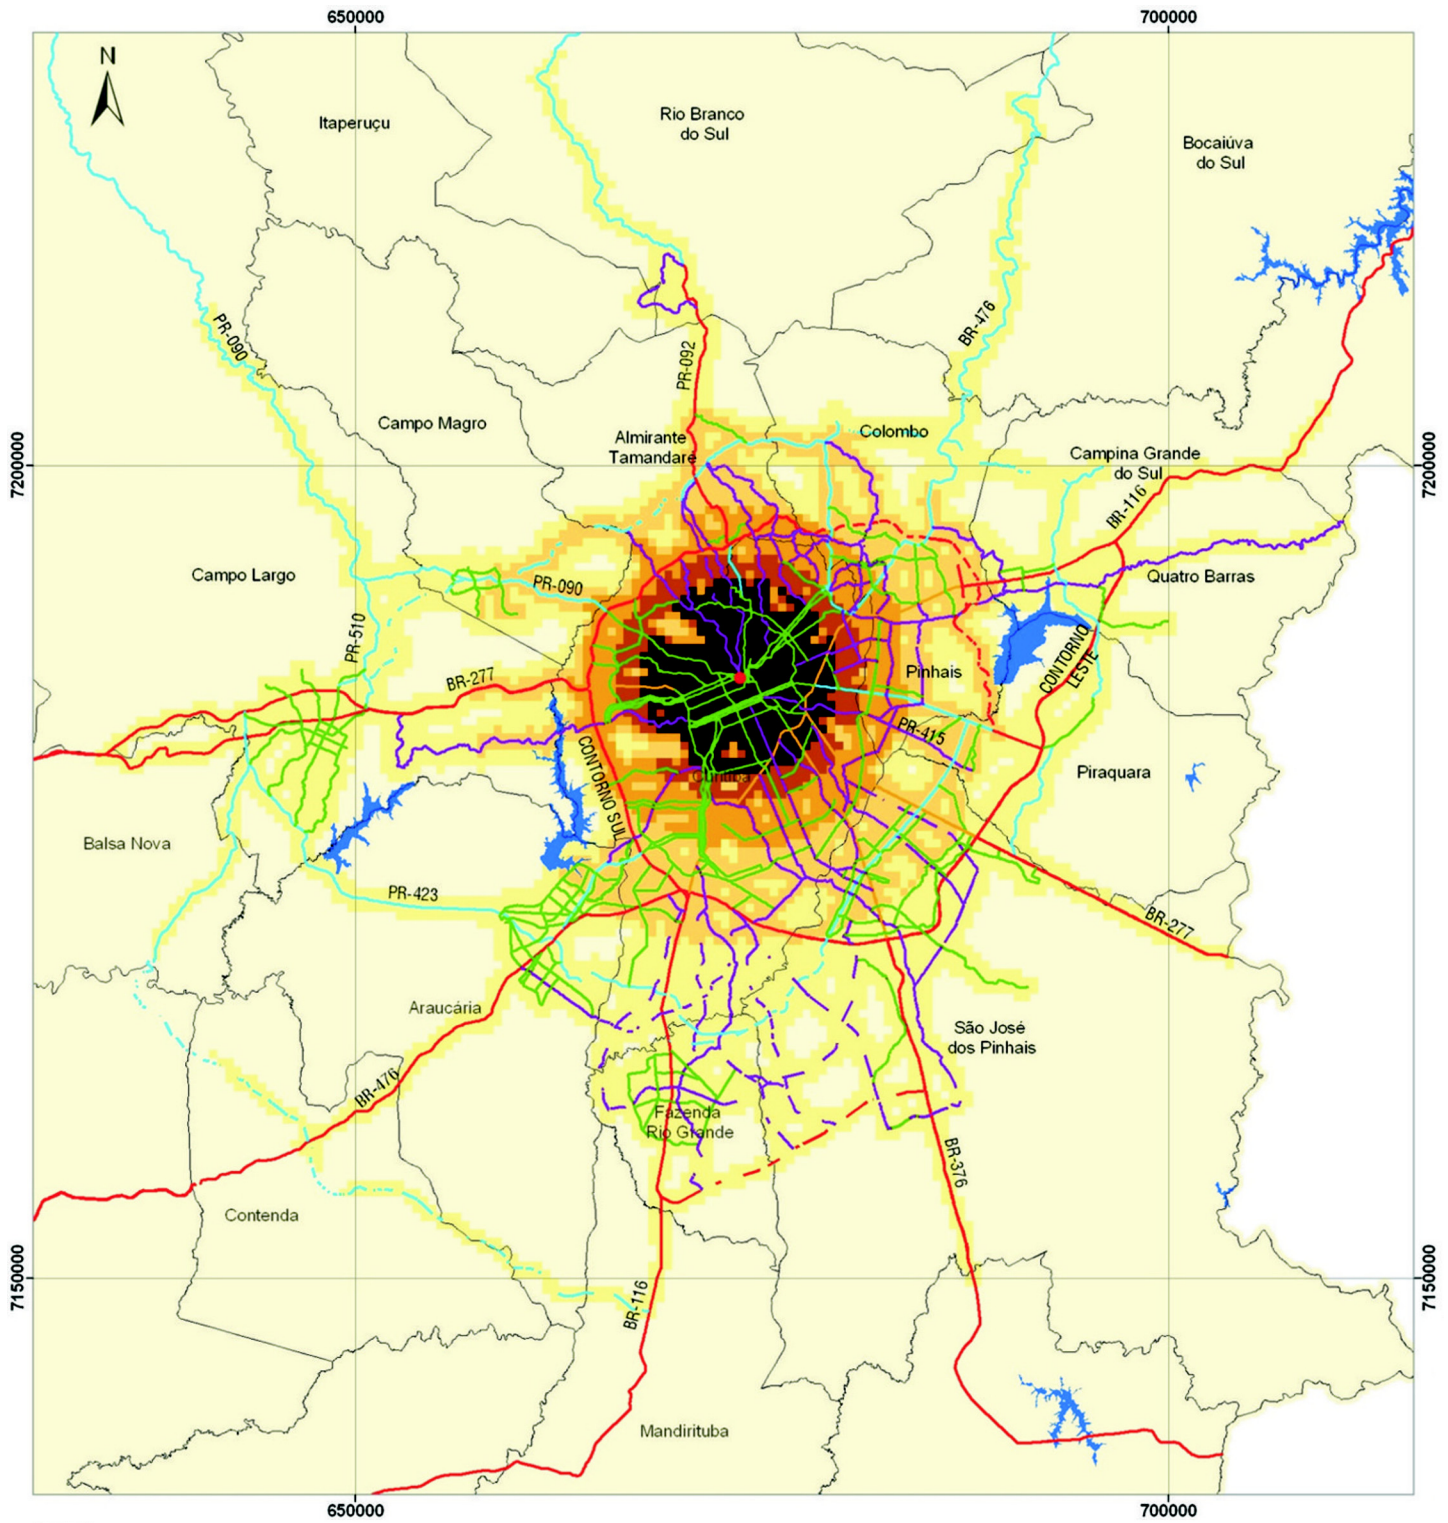 650000
700000
N
Itaperuçu
Rio Branco
do Sul
Bocaiúva
do Sul
PR-090
BR-476
PR-092
Campo Magro
Almirante
Tamandaré
Colombo
Campina Grande
do Sul
7200000
7200000
BR-116
Campo Largo
PR-090
Quatro Barras
PR-510
BR-277
Pinhais
CONTORNO
LESTE
PR-415
Curitiba
Piraquara
CONTORNO SUL
Balsa Nova
PR-423
BR-277
Araucária
São José
dos Pinhais
BR-476
Fazenda
Rio Grande
BR-376
Contenda
7150000
7150000
BR-116
Mandirituba
650000
700000